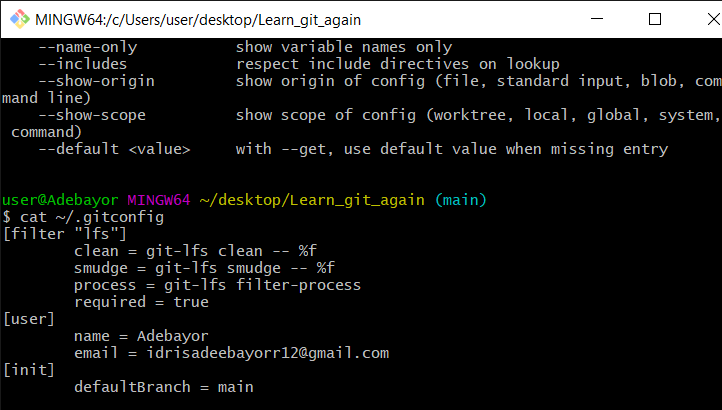 MINGW64:/c/Users/user/desktop/Learn_git_again
--name-only show variable names only
--includes respect include directives on lookup
--show-origin show origin of config (file, standard input, blob, com
mand line)
--show-scope show scope of config (worktree, local, global, system,
command)
--default <value> with --get, use default value when missing entry
user@Adebayor MINGW64 ~/desktop/Learn_git_again (main)
$ cat ~/.gitconfig
[filter "lfs"]
clean = git-lfs clean -- %f
smudge = git-lfs smudge -- %f
process = git-lfs filter-process
required = true
[user]
name = Adebayor
email = idrisadeebayorr12@gmail.com
[init]
defaultBranch = main